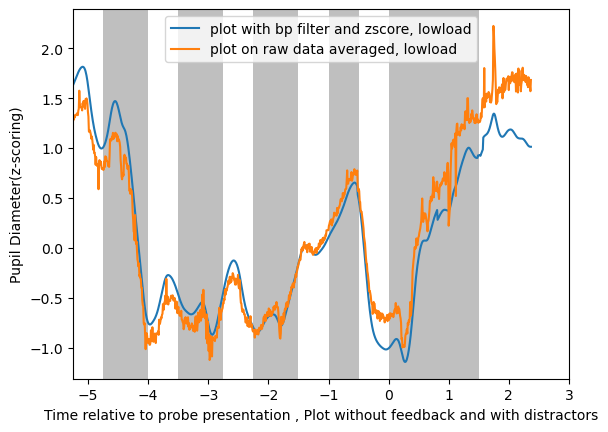 plot with bp filter and zscore, lowload
plot on raw data averaged, lowload
Pupil Diameter(z-scoring)
2.0
1.5
1.0
0.5
0.0
−0.5
−1.0
−5 −4 −3 −2 −1 0 1 2 3
Time relative to probe presentation , Plot without feedback and with distractors